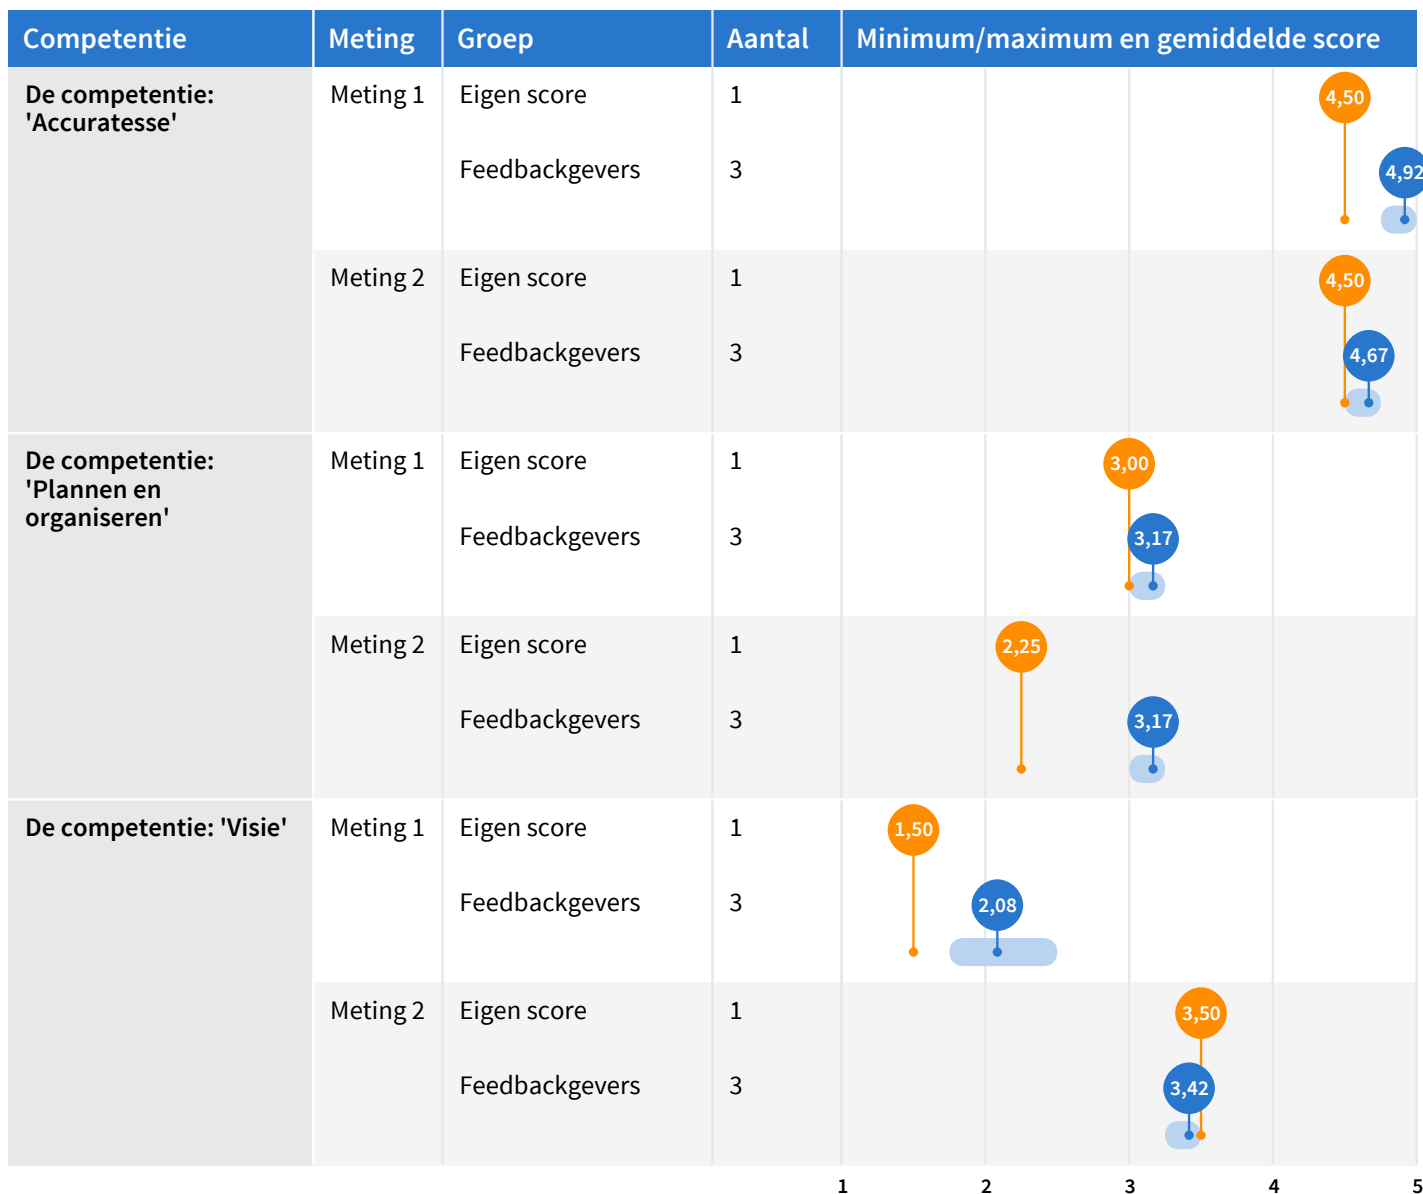 Competentie Meting Groep Aantal Minimum/maximum en gemiddelde score
De competentie: 'Accuratesse' Meting 1 Eigen score 1 4,50
Feedbackgevers 3 4,92
Meting 2 Eigen score 1 4,50
Feedbackgevers 3 4,67
De competentie: 'Plannen en organiseren' Meting 1 Eigen score 1 3,00
Feedbackgevers 3 3,17
Meting 2 Eigen score 1 2,25
Feedbackgevers 3 3,17
De competentie: 'Visie' Meting 1 Eigen score 1 1,50
Feedbackgevers 3 2,08
Meting 2 Eigen score 1 3,50
Feedbackgevers 3 3,42
1 2 3 4 5